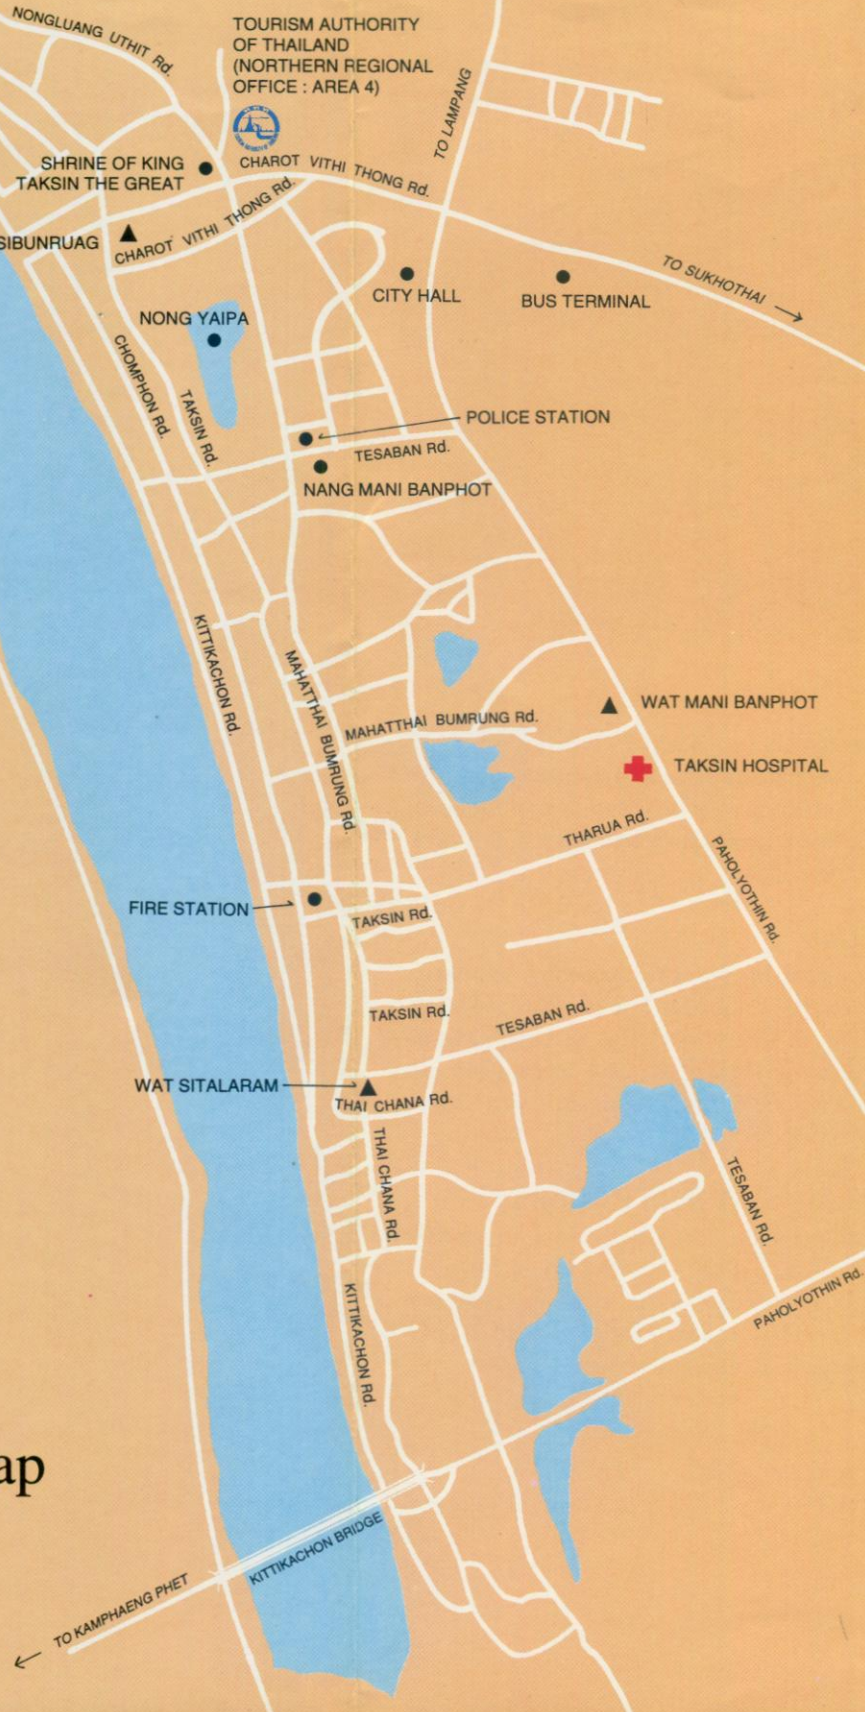 NONGLUANG UTHIT Rd.
TOURISM AUTHORITY
OF THAILAND
(NORTHERN REGIONAL
OFFICE : AREA 4)
TO LAMPANG
SHRINE OF KING
TAKSIN THE GREAT
CHAROT VITHI THONG Rd.
SIBUNRUAG
CHAROT VITHI THONG Rd.
CITY HALL
BUS TERMINAL
TO SUKHOTHAI
NONG YAIPA
CHOMPHON Rd.
TAKSIN Rd.
POLICE STATION
TESABAN Rd.
NANG MANI BANPHOT
KITTIKACHON Rd.
MAHATTHAI BUMRUNG Rd.
MAHATTHAI BUMRUNG Rd.
WAT MANI BANPHOT
TAKSIN HOSPITAL
THARUA Rd.
PAHOLYOTHIN Rd.
FIRE STATION
TAKSIN Rd.
TAKSIN Rd.
TESABAN Rd.
WAT SITALARAM
THAI CHANA Rd.
THAI CHANA Rd.
TESABAN Rd.
KITTIKACHON Rd.
PAHOLYOTHIN Rd.
ap
KITTIKACHON BRIDGE
TO KAMPHAENG PHET